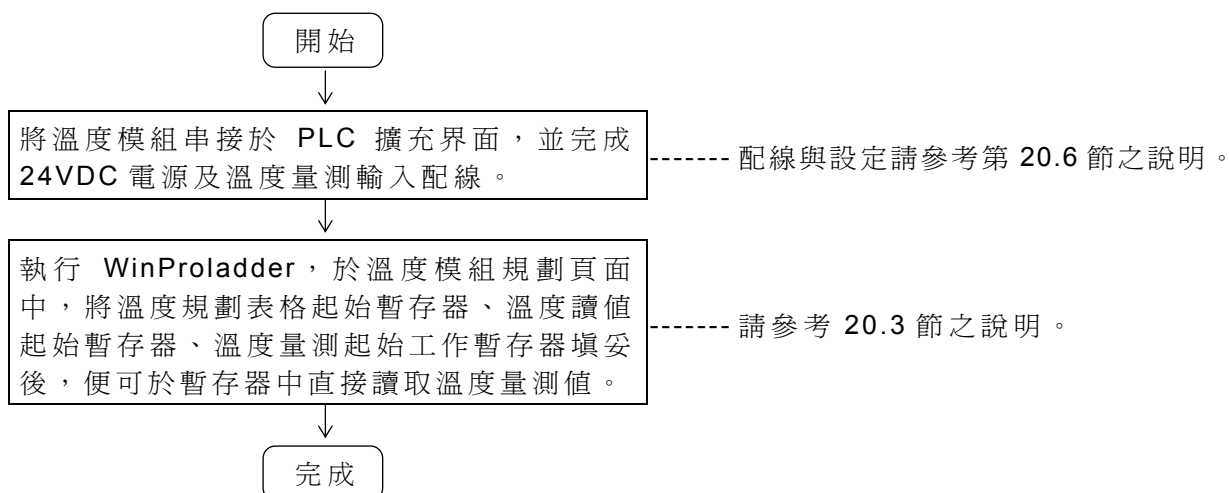 開始
將溫度模組串接於 PLC 擴充界面，並完成
24VDC 電源及溫度量測輸入配線。
------- 配線與設定請參考第 20.6 節之說明。
執行 WinProladder，於溫度模組規劃頁面
中，將溫度規劃表格起始暫存器、溫度讀值
起始暫存器、溫度量測起始工作暫存器填妥
後，便可於暫存器中直接讀取溫度量測值。
------- 請參考 20.3 節之說明。
完成